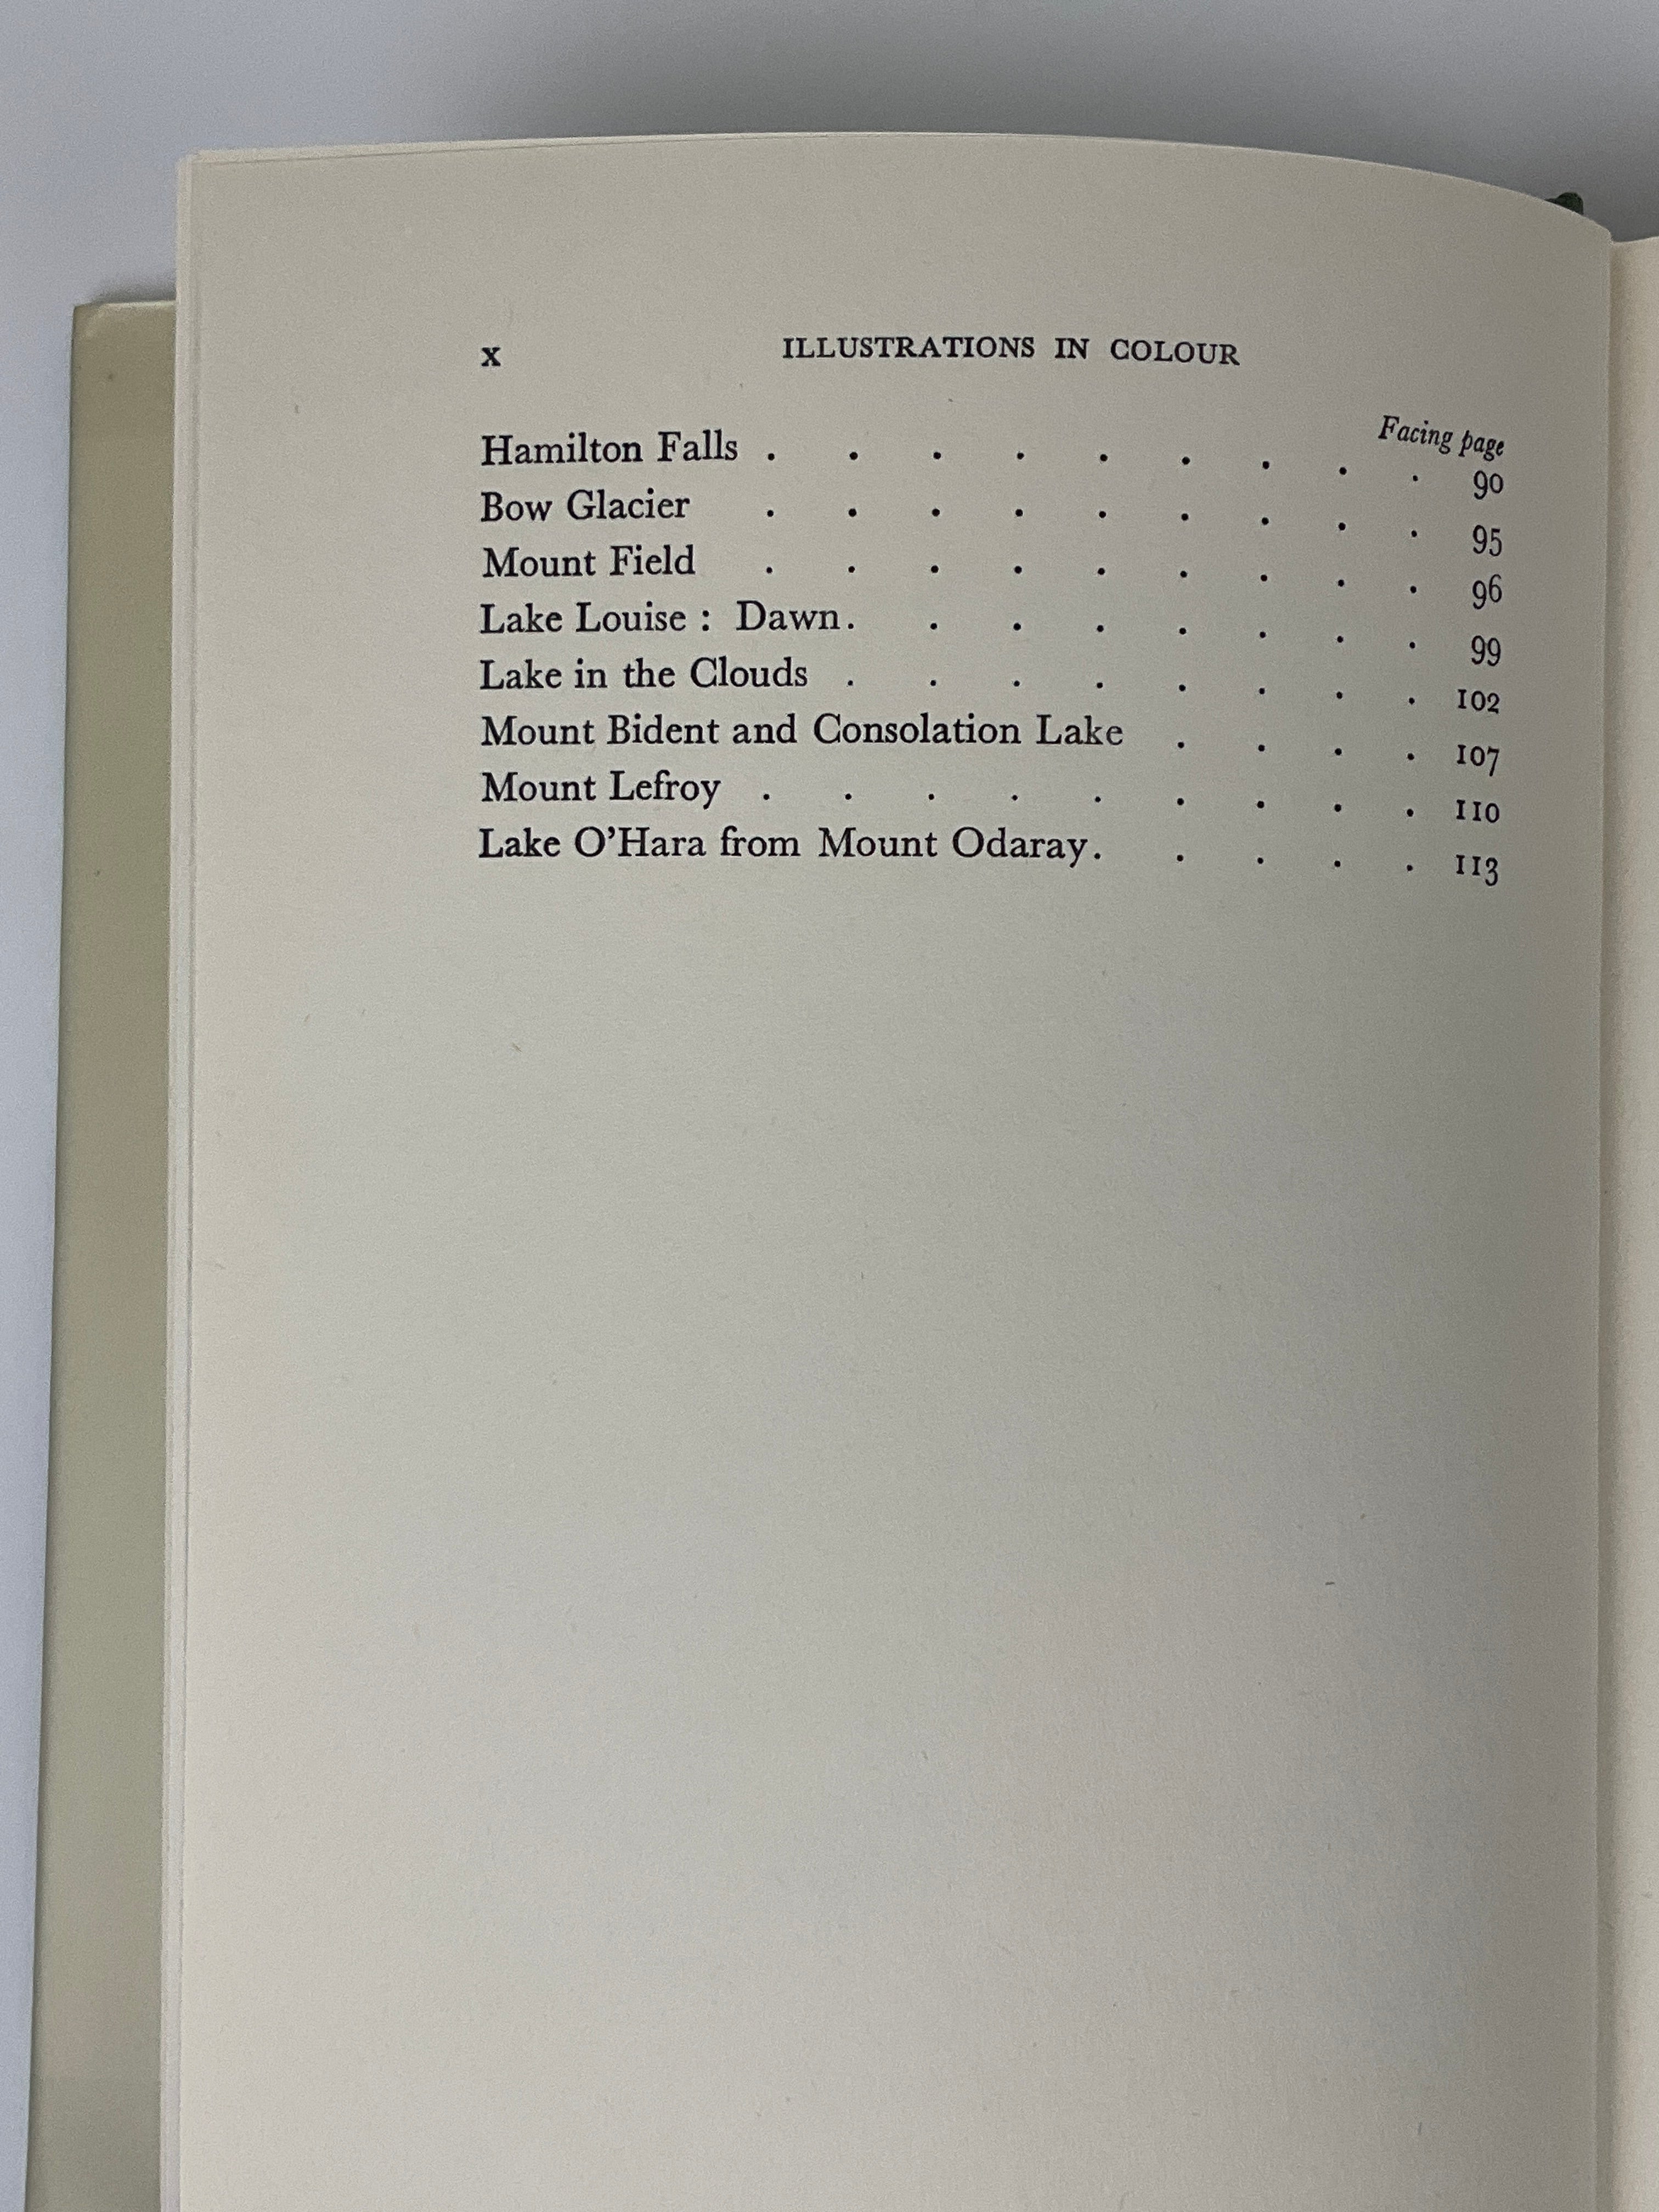 x ILLUSTRATIONS IN COLOUR
Facing page
Hamilton Falls . . . . . . . . . 90
Bow Glacier . . . . . . . . . 95
Mount Field . . . . . . . . . 96
Lake Louise : Dawn. . . . . . . . 99
Lake in the Clouds . . . . . . . . 102
Mount Bident and Consolation Lake . . . . 107
Mount Lefroy . . . . . . . . . 110
Lake O'Hara from Mount Odaray. . . . . 113